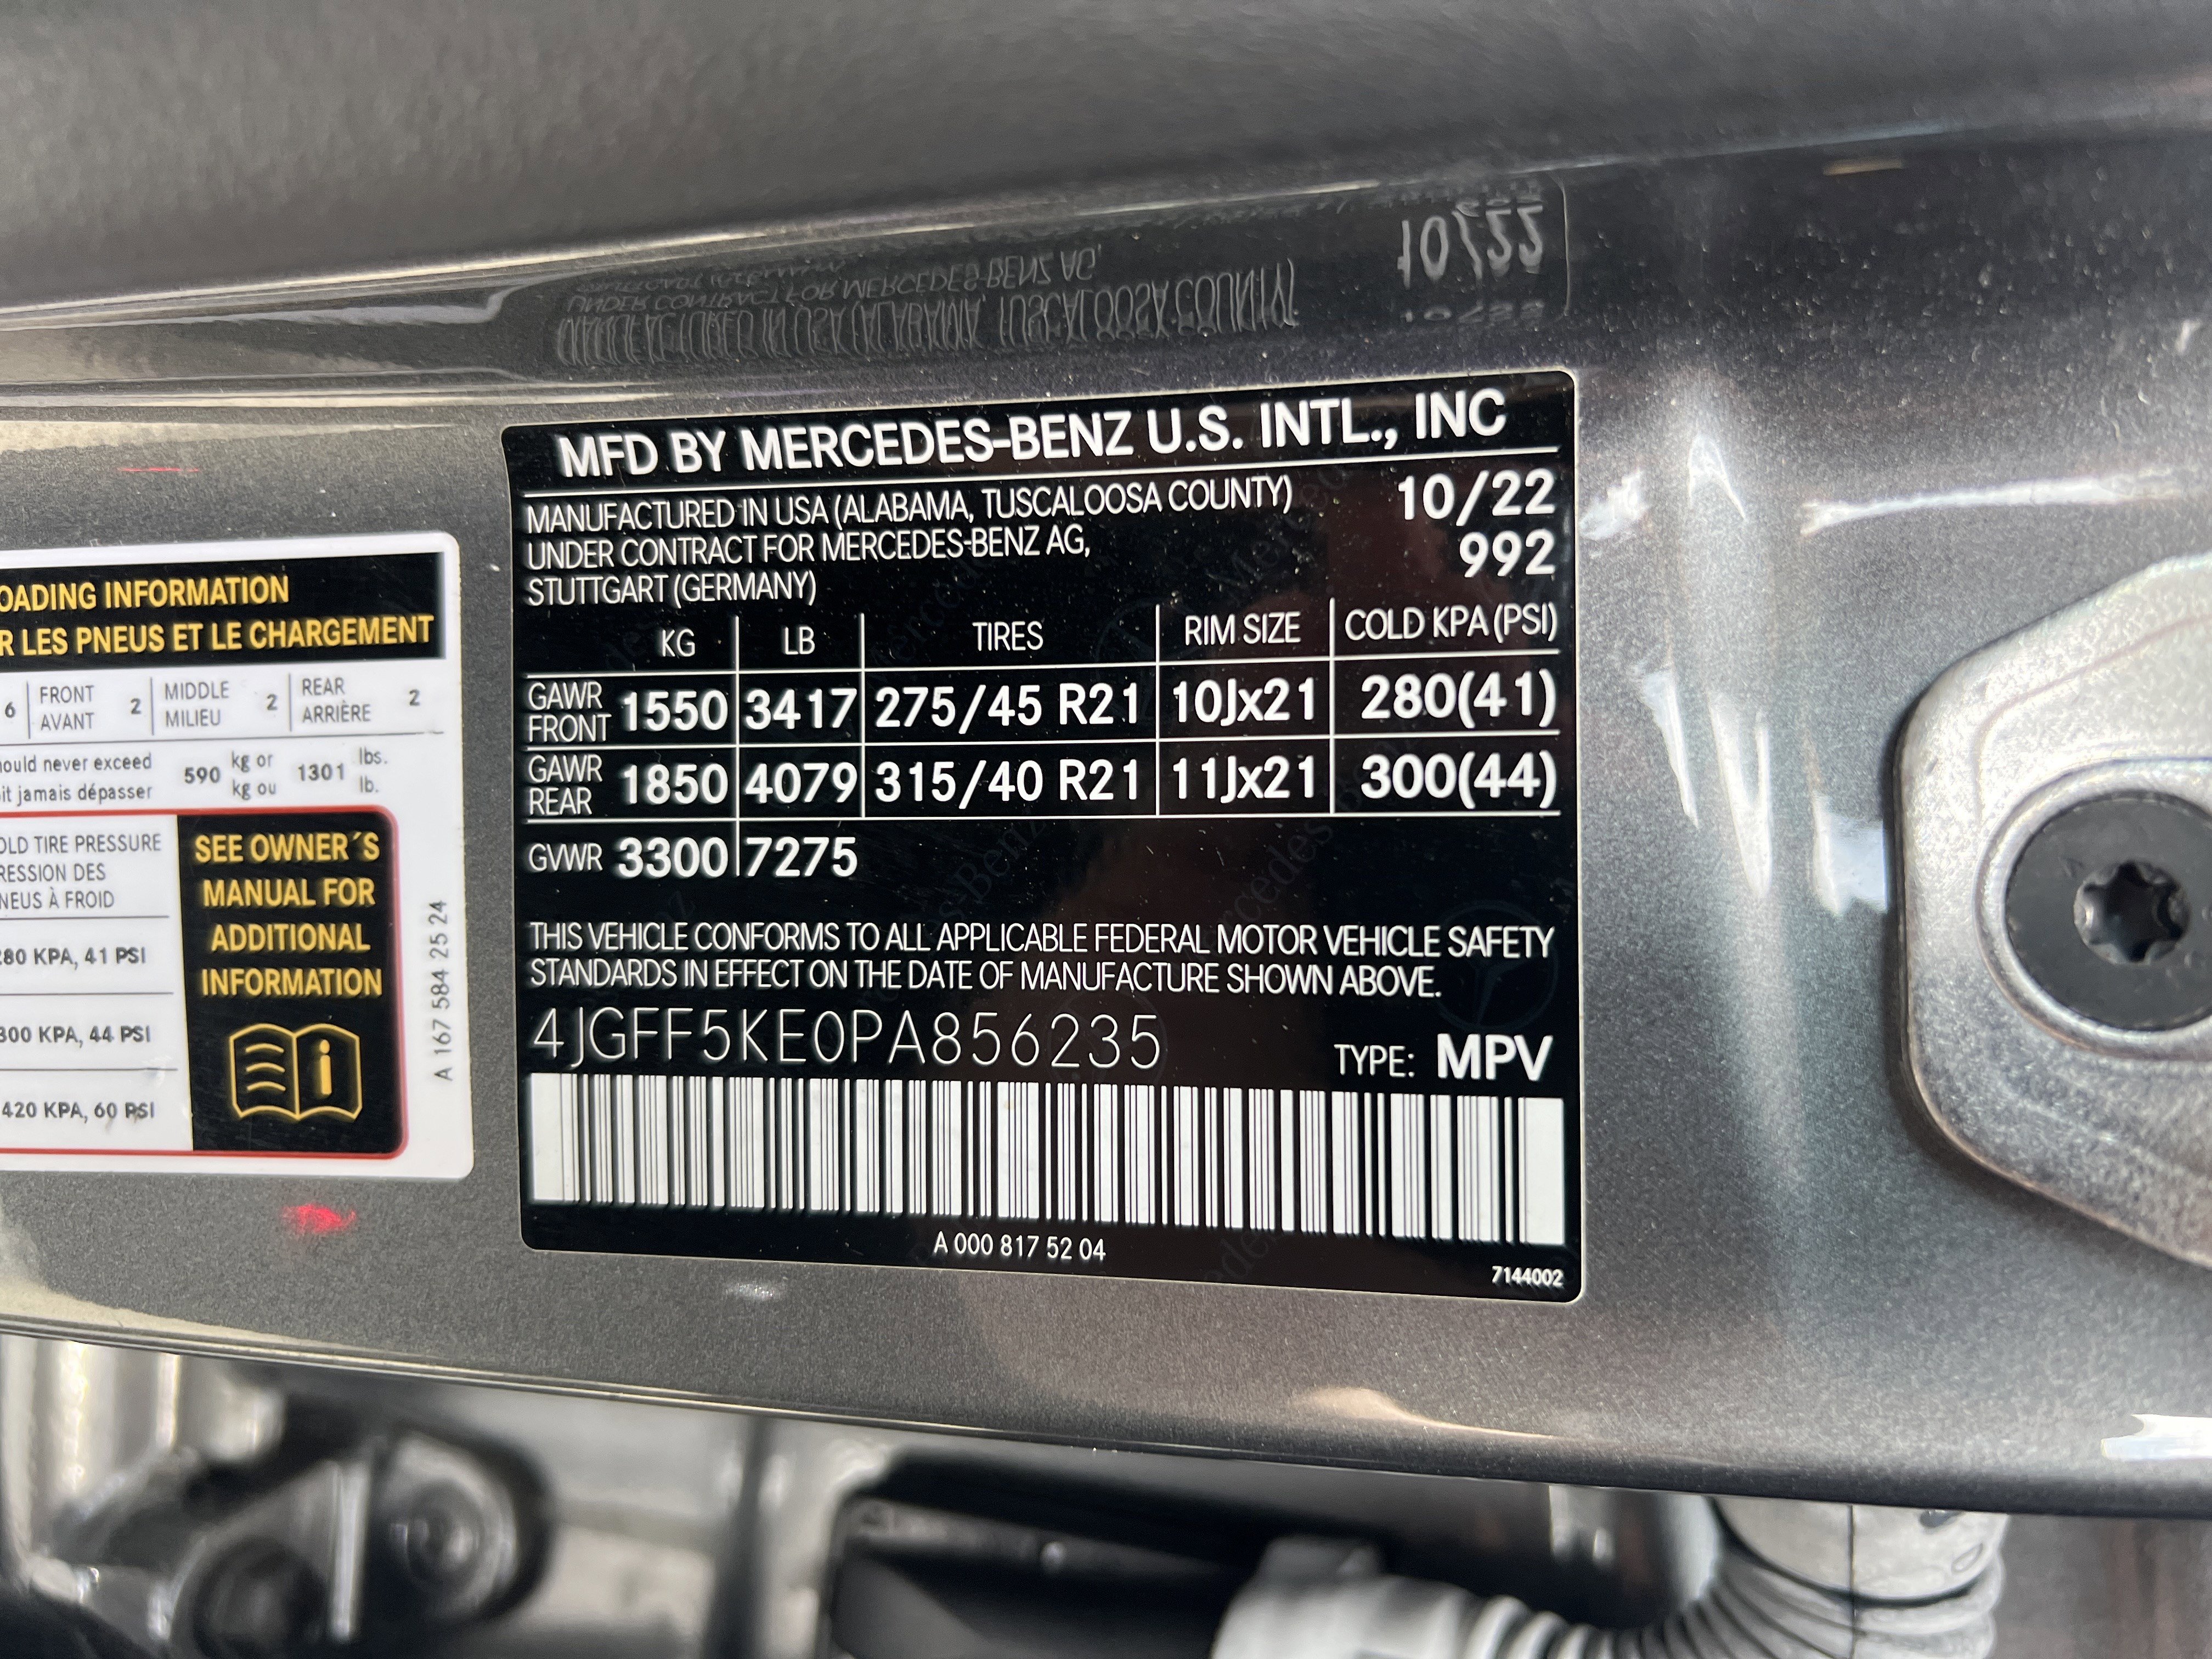 MFD BY MERCEDES-BENZ U.S. INTL., INC
MANUFACTURED IN USA (ALABAMA, TUSCALOOSA COUNTY) 10/22
UNDER CONTRACT FOR MERCEDES-BENZ AG, 992
STUTTGART (GERMANY)
KG LB TIRES RIM SIZE COLD KPA (PSI)
GAWR FRONT 1550 3417 275/45 R21 10Jx21 280(41)
GAWR REAR 1850 4079 315/40 R21 11Jx21 300(44)
GVWR 3300 7275
THIS VEHICLE CONFORMS TO ALL APPLICABLE FEDERAL MOTOR VEHICLE SAFETY
STANDARDS IN EFFECT ON THE DATE OF MANUFACTURE SHOWN ABOVE.
4JGFF5KE0PA856235 TYPE: MPV
A 000 817 52 04
7144002
OADING INFORMATION
R LES PNEUS ET LE CHARGEMENT
6 FRONT AVANT 2 MIDDLE MILIEU 2 REAR ARRIÈRE 2
ould never exceed 590 kg or 1301 lbs.
it jamais dépasser kg ou lb.
OLD TIRE PRESSURE
RESSION DES
NEUS À FROID
280 KPA, 41 PSI
300 KPA, 44 PSI
420 KPA, 60 PSI
SEE OWNER´S
MANUAL FOR
ADDITIONAL
INFORMATION
A 167 584 25 24